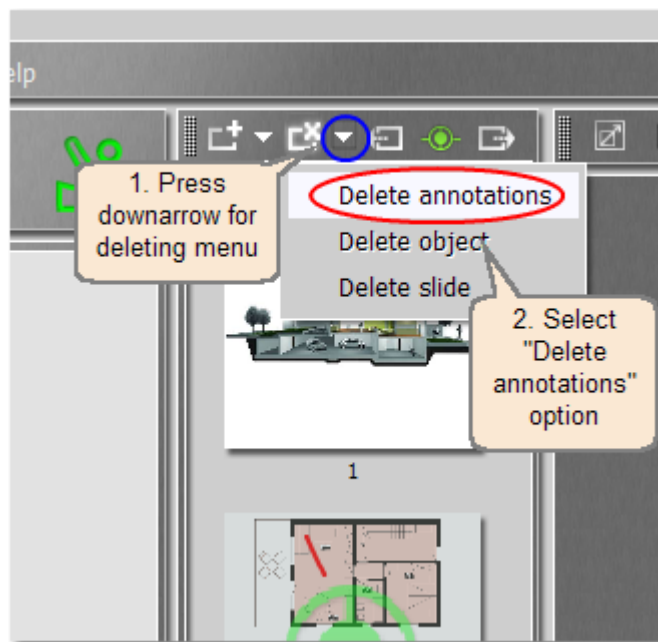 elp
1. Press
downarrow for
deleting menu
Delete annotations
Delete object
Delete slide
2. Select
"Delete
annotations"
option
1